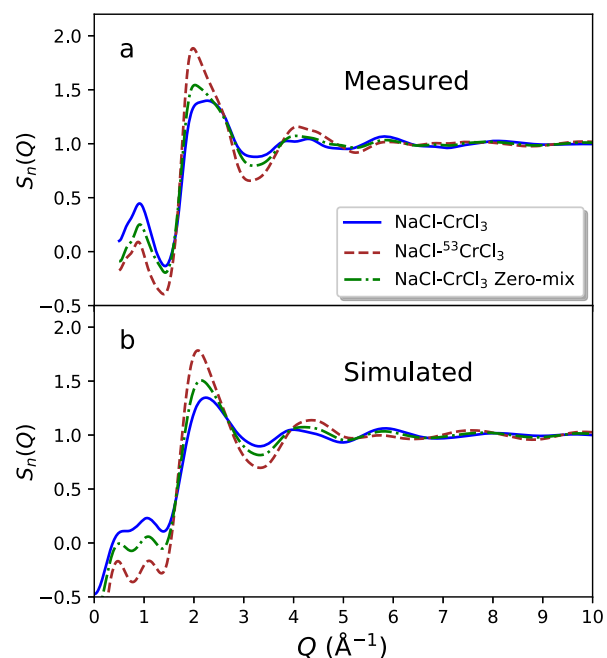 2.0
a
Measured
1.5
1.0
Sₙ(Q)
0.5
0.0
−0.5
NaCl-CrCl₃
NaCl-⁵³CrCl₃
NaCl-CrCl₃ Zero-mix
2.0
b
Simulated
1.5
1.0
Sₙ(Q)
0.5
0.0
−0.5
0 1 2 3 4 5 6 7 8 9 10
Q (Å⁻¹)